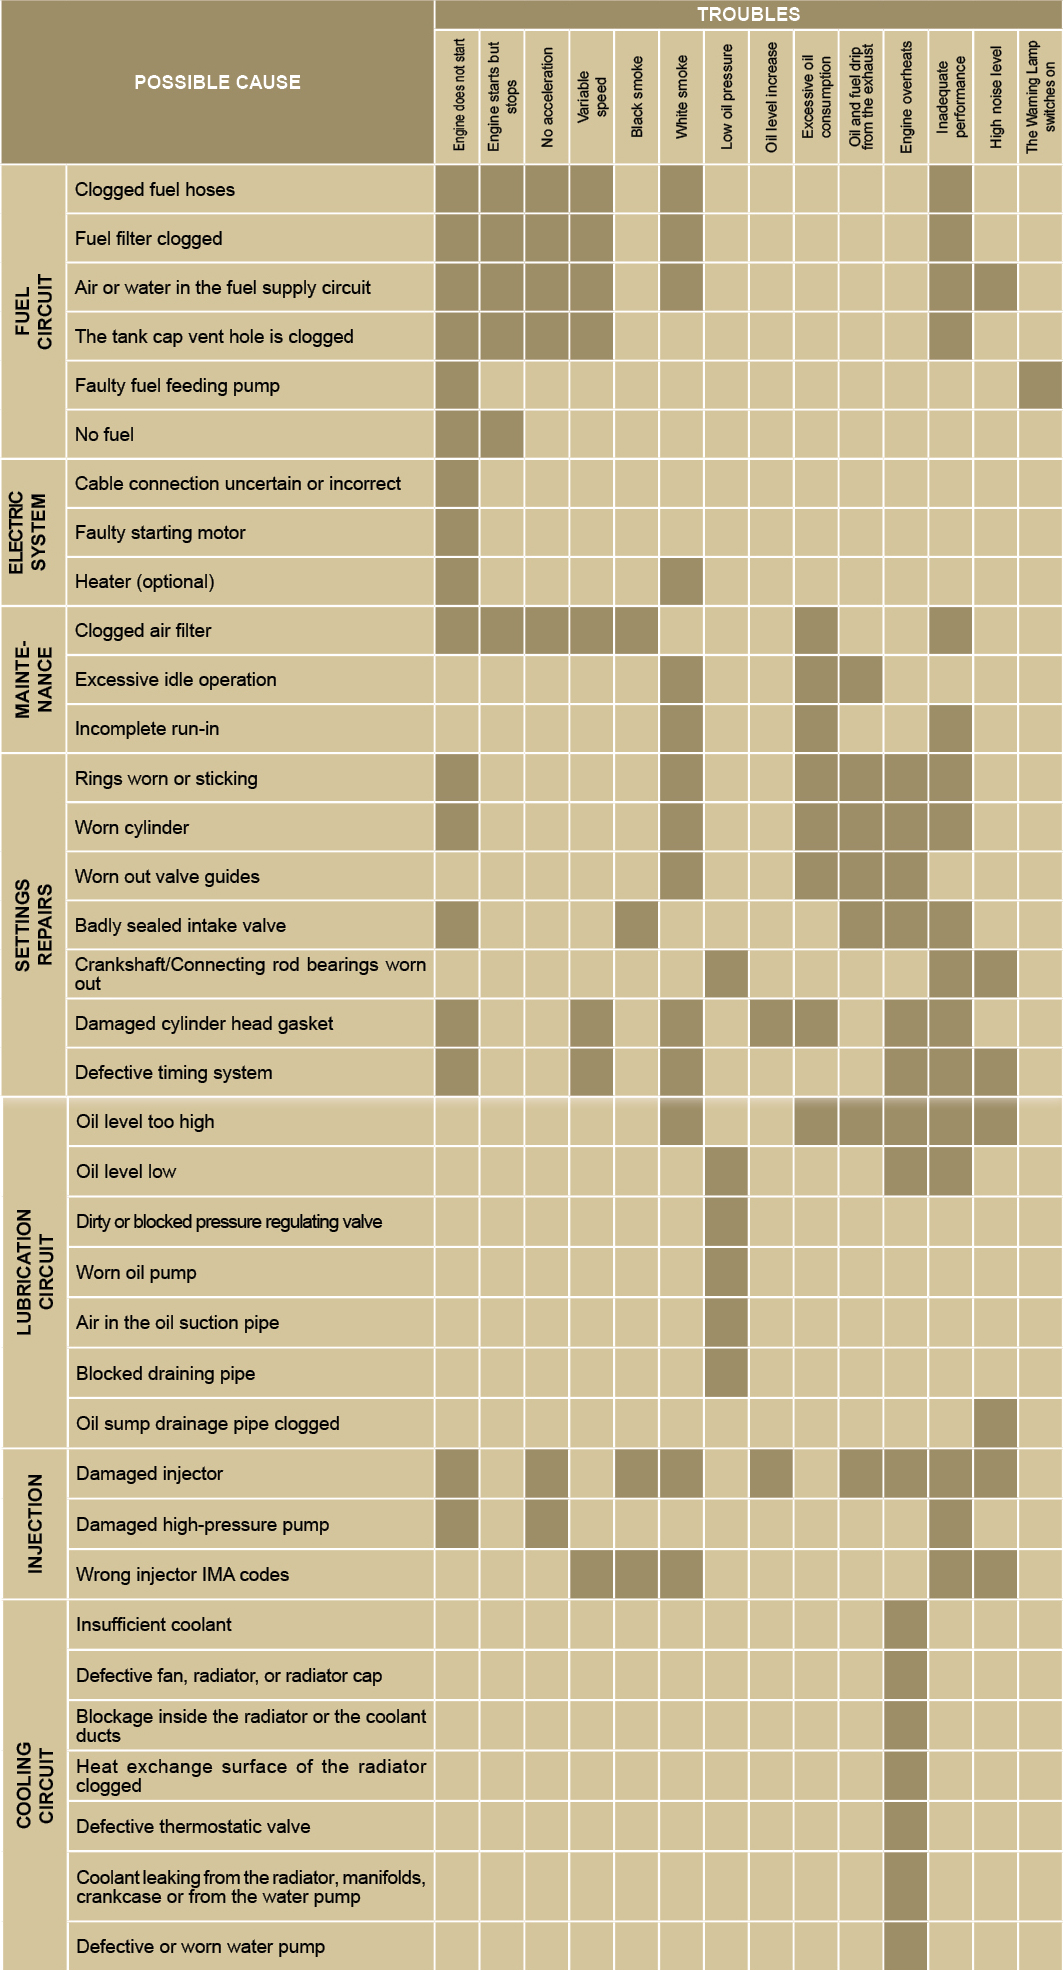 TROUBLES
POSSIBLE CAUSE
Engine does not start
Engine starts but
stops
No acceleration
Variable
speed
Black smoke
White smoke
Low oil pressure
Oil level increase
Excessive oil
consumption
Oil and fuel drip
from the exhaust
Engine overheats
Inadequate
performance
High noise level
The Warning Lamp
switches on
FUEL
CIRCUIT
Clogged fuel hoses
Fuel filter clogged
Air or water in the fuel supply circuit
The tank cap vent hole is clogged
Faulty fuel feeding pump
No fuel
ELECTRIC
SYSTEM
Cable connection uncertain or incorrect
Faulty starting motor
Heater (optional)
MAINTE-
NANCE
Clogged air filter
Excessive idle operation
Incomplete run-in
SETTINGS
REPAIRS
Rings worn or sticking
Worn cylinder
Worn out valve guides
Badly sealed intake valve
Crankshaft/Connecting rod bearings worn
out
Damaged cylinder head gasket
Defective timing system
LUBRICATION
CIRCUIT
Oil level too high
Oil level low
Dirty or blocked pressure regulating valve
Worn oil pump
Air in the oil suction pipe
Blocked draining pipe
Oil sump drainage pipe clogged
INJECTION
Damaged injector
Damaged high-pressure pump
Wrong injector IMA codes
COOLING
CIRCUIT
Insufficient coolant
Defective fan, radiator, or radiator cap
Blockage inside the radiator or the coolant
ducts
Heat exchange surface of the radiator
clogged
Defective thermostatic valve
Coolant leaking from the radiator, manifolds,
crankcase or from the water pump
Defective or worn water pump